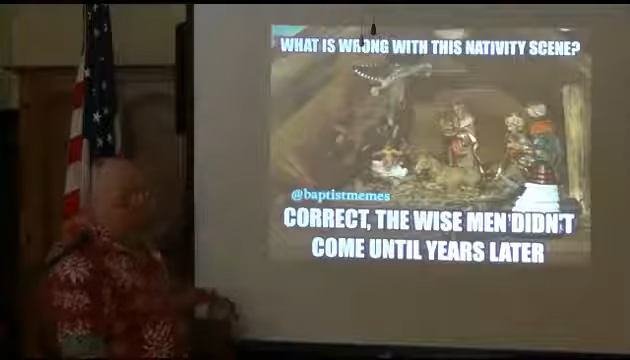 WHAT IS WRONG WITH THIS NATIVITY SCENE?
@baptistmemes
CORRECT, THE WISE MEN DIDN'T
COME UNTIL YEARS LATER